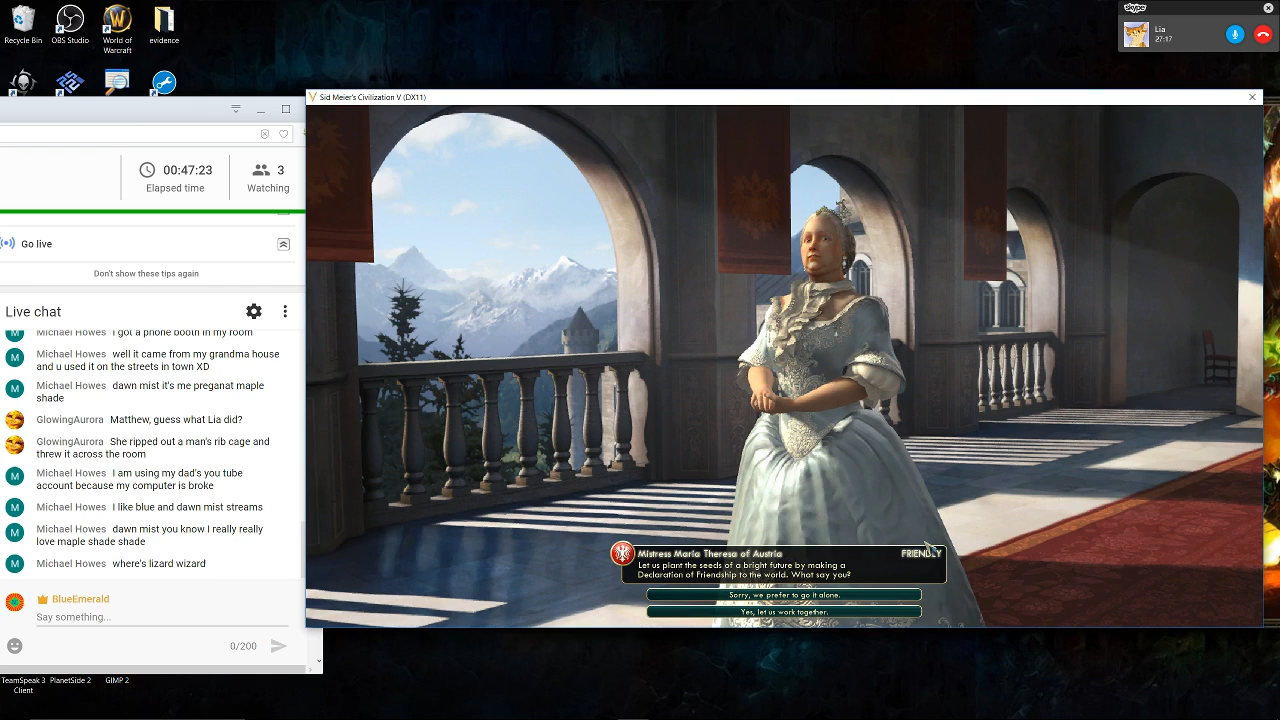 Recycle Bin
OBS Studio
World of
Warcraft
evidence
skype
Lia
27:17
Sid Meier's Civilization V (DX11)
00:47:23
Elapsed time
3
Watching
Go live
Don't show these tips again
Live chat
Michael Howes I got a phone booth in my room
Michael Howes well it came from my grandma house
and u used it on the streets in town XD
Michael Howes dawn mist it's me preganat maple
shade
GlowingAurora Matthew, guess what Lia did?
GlowingAurora She ripped out a man's rib cage and
threw it across the room
Michael Howes I am using my dad's you tube
account because my computer is broke
Michael Howes I like blue and dawn mist streams
Michael Howes dawn mist you know I really really
love maple shade shade
Michael Howes where's lizard wizard
BlueEmerald
Say something...
0/200
Mistress Maria Theresa of Austria
FRIENDLY
Let us plant the seeds of a bright future by making a
Declaration of Friendship to the world. What say you?
Sorry, we prefer to go it alone.
Yes, let us work together.
TeamSpeak 3
Client
PlanetSide 2
GIMP 2